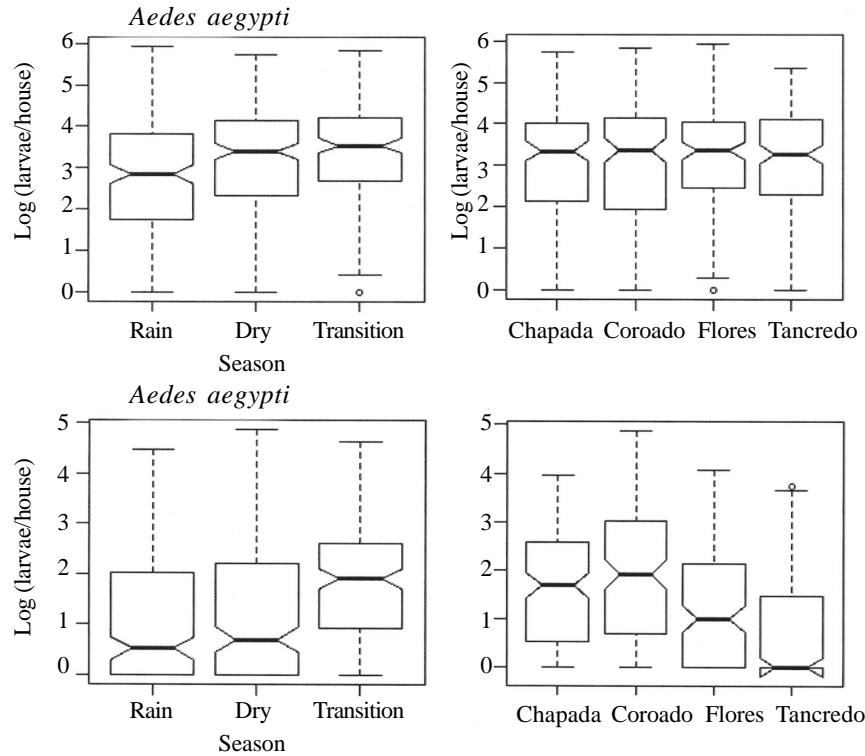 Aedes aegypti
Log (larvae/house)
6
5
4
3
2
1
0
Rain Dry Transition
Season
Log (larvae/house)
6
5
4
3
2
1
0
Chapada Coroado Flores Tancredo
Aedes aegypti
Log (larvae/house)
5
4
3
2
1
0
Rain Dry Transition
Season
5
4
3
2
1
0
Chapada Coroado Flores Tancredo